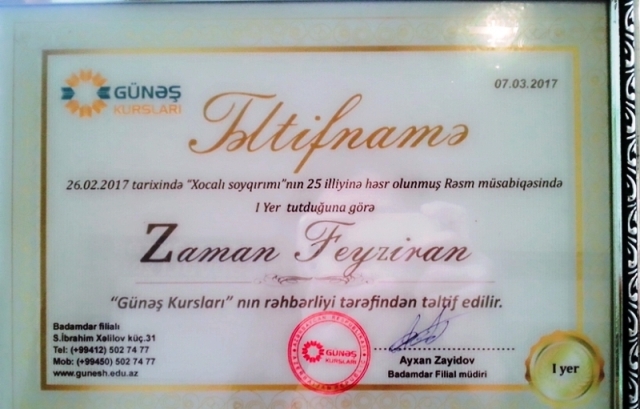 GÜNƏŞ
KURSLARI
07.03.2017
Təltifnamə
26.02.2017 tarixində "Xocalı soyqırımı"nın 25 illiyinə həsr olunmuş Rəsm müsabiqəsində
I Yer tutduğuna görə
Zaman Feyziran
"Günəş Kursları" nın rəhbərliyi tərəfindən təltif edilir.
Badamdar filialı
S.İbrahim Xəlilov küç.31
Tel: (+99412) 502 74 77
Mob: (+99450) 502 74 77
www.gunesh.edu.az
GÜNƏŞ
KURSLARI
Ayxan Zayidov
Badamdar Filial müdiri
I yer